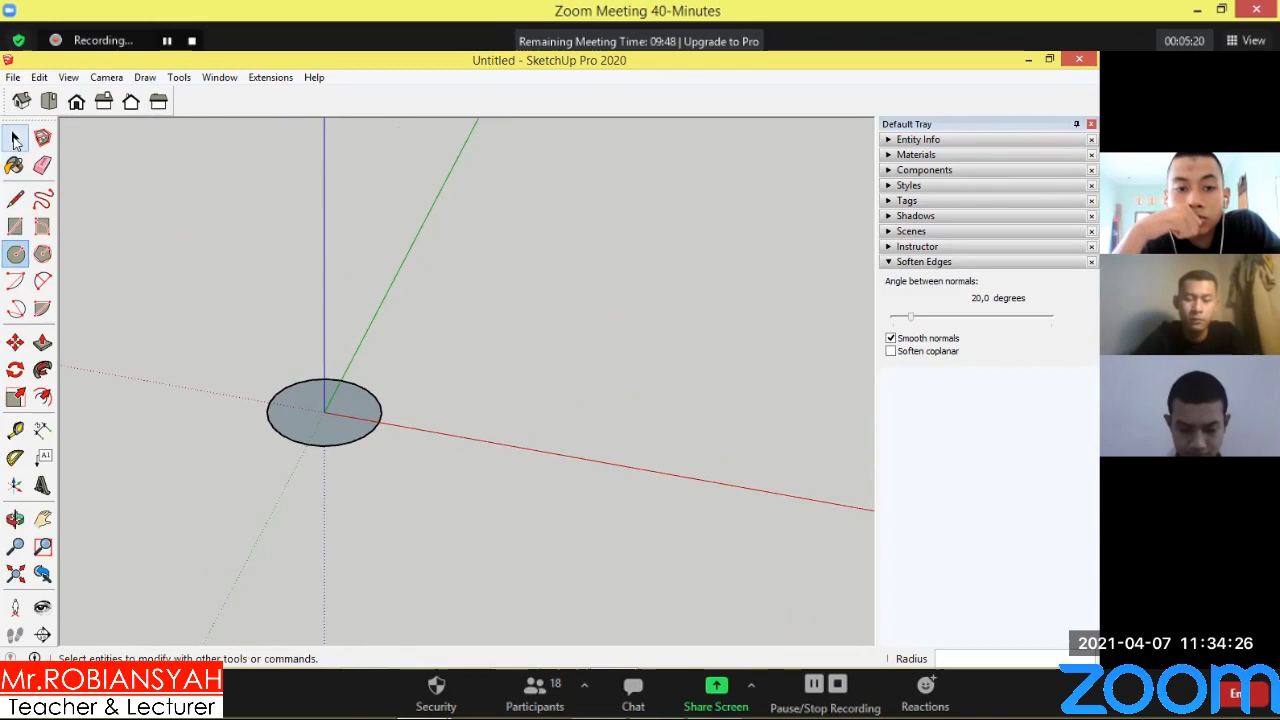 Zoom Meeting 40-Minutes
Recording...
Remaining Meeting Time: 09:48 | Upgrade to Pro
00:05:20
View
Untitled - SketchUp Pro 2020
File Edit View Camera Draw Tools Window Extensions Help
Default Tray
Entity Info
Materials
Components
Styles
Tags
Shadows
Scenes
Instructor
Soften Edges
Angle between normals:
20,0 degrees
Smooth normals
Soften coplanar
A1
2021-04-07 11:34:26
Select entities to modify with other tools or commands.
Radius
Mr.ROBIANSYAH
Teacher & Lecturer
Security
18
Participants
Chat
Share Screen
Pause/Stop Recording
Reactions
zoom